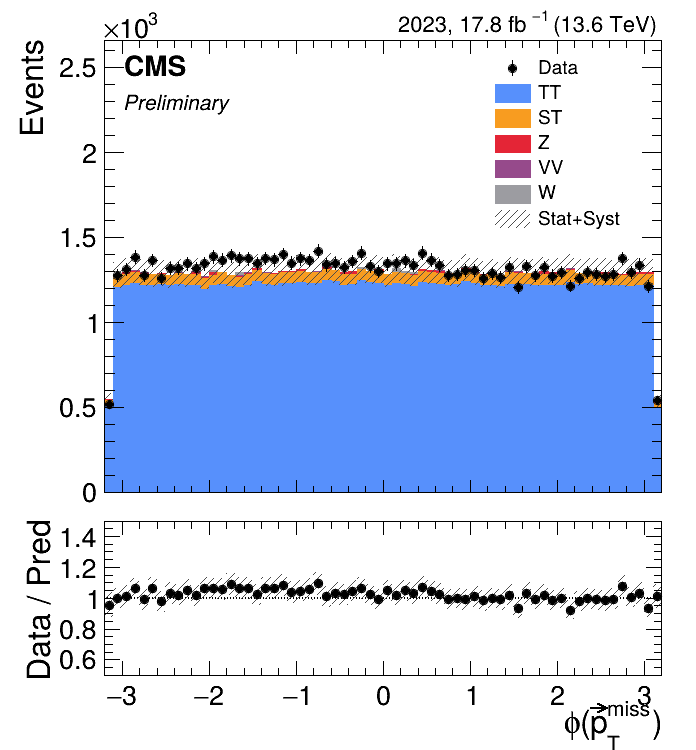 ×10³
2023, 17.8 fb⁻¹ (13.6 TeV)
Events
CMS
Preliminary
Data
TT
ST
Z
VV
W
Stat+Syst
2.5
2
1.5
1
0.5
0
Data / Pred
1.4
1.2
1
0.8
0.6
−3 −2 −1 0 1 2 3
ϕ(p⃗_T^miss)